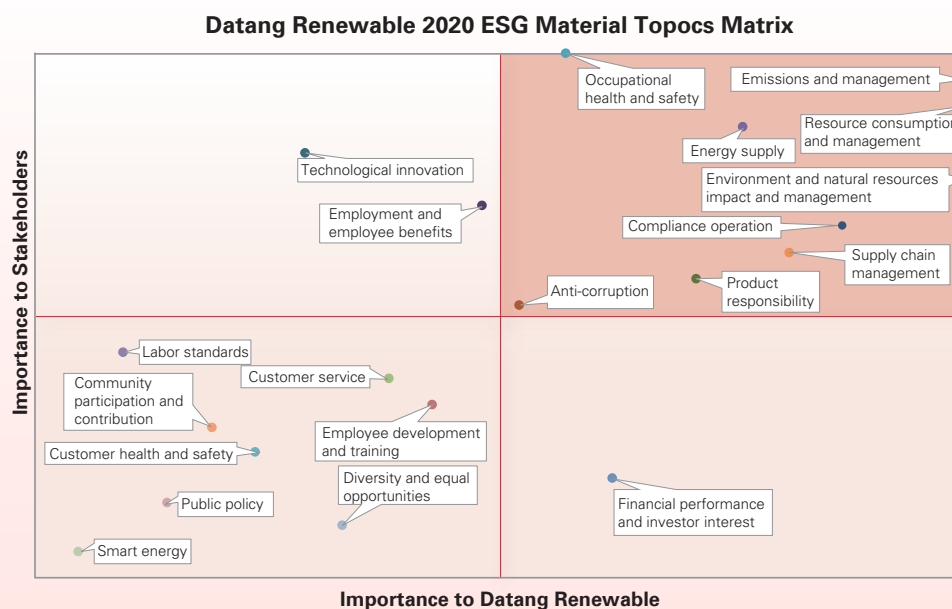 Datang Renewable 2020 ESG Material Topocs Matrix
Importance to Stakeholders
Occupational
health and safety
Emissions and management
Resource consumption
and management
Energy supply
Technological innovation
Environment and natural resources
impact and management
Employment and
employee benefits
Compliance operation
Supply chain
management
Product
responsibility
Anti-corruption
Labor standards
Customer service
Community
participation and
contribution
Employee development
and training
Customer health and safety
Diversity and equal
opportunities
Public policy
Financial performance
and investor interest
Smart energy
Importance to Datang Renewable